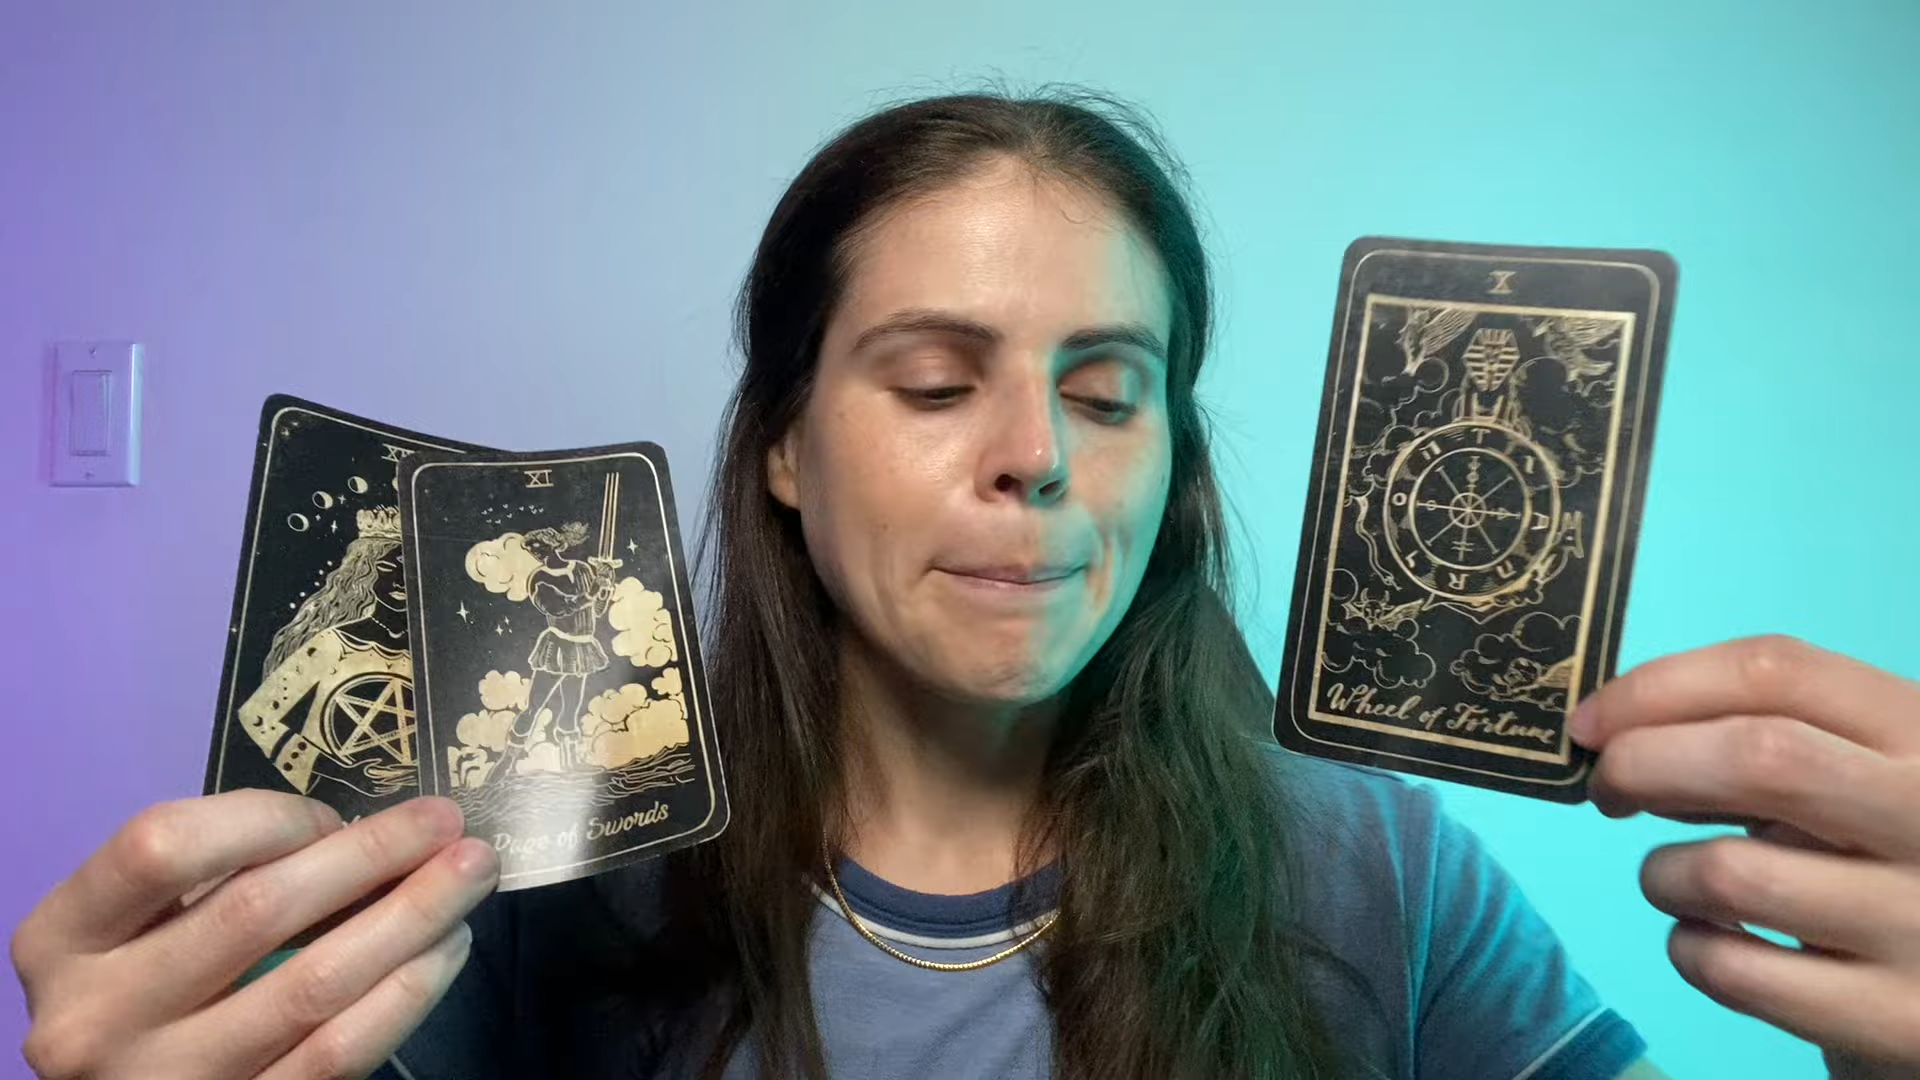 XI
Page of Swords
X
T
A
R
O
Wheel of Fortune